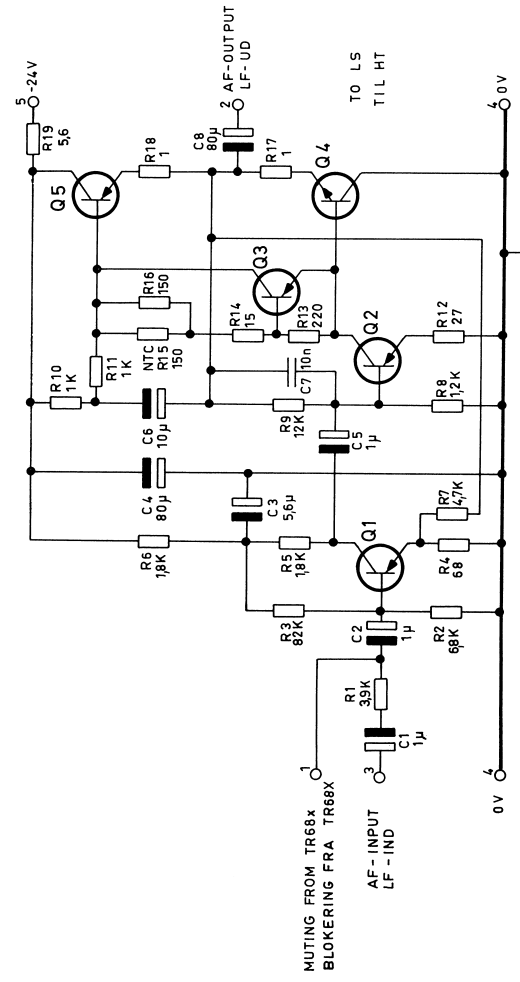 5
-24V
R19
5,6
Q5
R18
1
AF-OUTPUT
LF-UD
2
C8
80µ
R17
1
Q4
TO LS
TIL HT
4
0V
R16
150
NTC
R15
150
R14
15
Q3
R13
220
Q2
R12
27
R10
1K
R11
1K
C6
10µ
C7
10n
R9
12K
R8
1,2K
C4
80µ
C3
5,6µ
C5
1µ
R7
4,7K
R6
1,8K
R5
1,8K
Q1
R4
68
R3
82K
C2
1µ
R2
68K
R1
3,9K
C1
1µ
1
3
4
0V
MUTING FROM TR68x
BLOKERING FRA TR68X
AF-INPUT
LF-IND